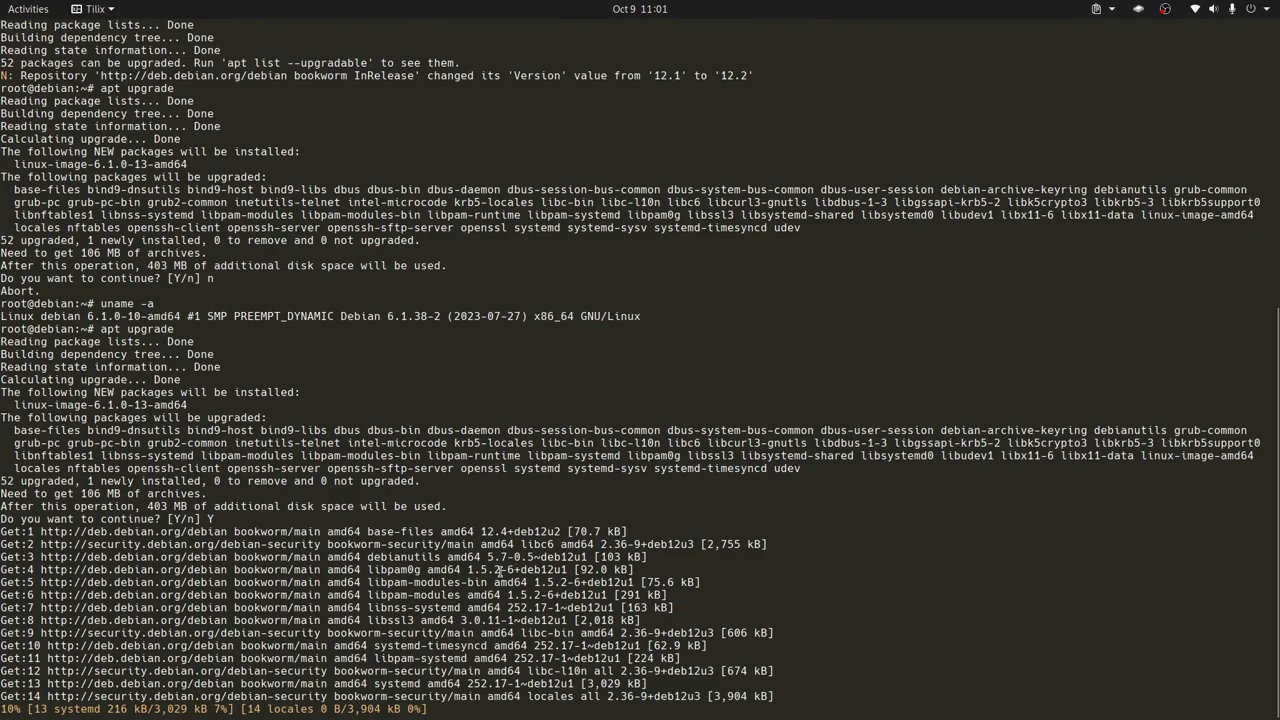 Activities Tilix Oct 9 11:01
Reading package lists... Done
Building dependency tree... Done
Reading state information... Done
52 packages can be upgraded. Run 'apt list --upgradable' to see them.
N: Repository 'http://deb.debian.org/debian bookworm InRelease' changed its 'Version' value from '12.1' to '12.2'
root@debian:~# apt upgrade
Reading package lists... Done
Building dependency tree... Done
Reading state information... Done
Calculating upgrade... Done
The following NEW packages will be installed:
linux-image-6.1.0-13-amd64
The following packages will be upgraded:
base-files bind9-dnsutils bind9-host bind9-libs dbus dbus-bin dbus-daemon dbus-session-bus-common dbus-system-bus-common dbus-user-session debian-archive-keyring debianutils grub-common
grub-pc grub-pc-bin grub2-common inetutils-telnet intel-microcode krb5-locales libc-bin libc-l10n libc6 libcurl3-gnutls libdbus-1-3 libgssapi-krb5-2 libk5crypto3 libkrb5-3 libkrb5support0
libnftables1 libnss-systemd libpam-modules libpam-modules-bin libpam-runtime libpam-systemd libpam0g libssl3 libsystemd-shared libsystemd0 libudev1 libx11-6 libx11-data linux-image-amd64
locales nftables openssh-client openssh-server openssh-sftp-server openssl systemd systemd-sysv systemd-timesyncd udev
52 upgraded, 1 newly installed, 0 to remove and 0 not upgraded.
Need to get 106 MB of archives.
After this operation, 403 MB of additional disk space will be used.
Do you want to continue? [Y/n] n
Abort.
root@debian:~# uname -a
Linux debian 6.1.0-10-amd64 #1 SMP PREEMPT_DYNAMIC Debian 6.1.38-2 (2023-07-27) x86_64 GNU/Linux
root@debian:~# apt upgrade
Reading package lists... Done
Building dependency tree... Done
Reading state information... Done
Calculating upgrade... Done
The following NEW packages will be installed:
linux-image-6.1.0-13-amd64
The following packages will be upgraded:
base-files bind9-dnsutils bind9-host bind9-libs dbus dbus-bin dbus-daemon dbus-session-bus-common dbus-system-bus-common dbus-user-session debian-archive-keyring debianutils grub-common
grub-pc grub-pc-bin grub2-common inetutils-telnet intel-microcode krb5-locales libc-bin libc-l10n libc6 libcurl3-gnutls libdbus-1-3 libgssapi-krb5-2 libk5crypto3 libkrb5-3 libkrb5support0
libnftables1 libnss-systemd libpam-modules libpam-modules-bin libpam-runtime libpam-systemd libpam0g libssl3 libsystemd-shared libsystemd0 libudev1 libx11-6 libx11-data linux-image-amd64
locales nftables openssh-client openssh-server openssh-sftp-server openssl systemd systemd-sysv systemd-timesyncd udev
52 upgraded, 1 newly installed, 0 to remove and 0 not upgraded.
Need to get 106 MB of archives.
After this operation, 403 MB of additional disk space will be used.
Do you want to continue? [Y/n] Y
Get:1 http://deb.debian.org/debian bookworm/main amd64 base-files amd64 12.4+deb12u2 [70.7 kB]
Get:2 http://security.debian.org/debian-security bookworm-security/main amd64 libc6 amd64 2.36-9+deb12u3 [2,755 kB]
Get:3 http://deb.debian.org/debian bookworm/main amd64 debianutils amd64 5.7-0.5~deb12u1 [103 kB]
Get:4 http://deb.debian.org/debian bookworm/main amd64 libpam0g amd64 1.5.2-6+deb12u1 [92.0 kB]
Get:5 http://deb.debian.org/debian bookworm/main amd64 libpam-modules-bin amd64 1.5.2-6+deb12u1 [75.6 kB]
Get:6 http://deb.debian.org/debian bookworm/main amd64 libpam-modules amd64 1.5.2-6+deb12u1 [291 kB]
Get:7 http://deb.debian.org/debian bookworm/main amd64 libnss-systemd amd64 252.17-1~deb12u1 [163 kB]
Get:8 http://deb.debian.org/debian bookworm/main amd64 libssl3 amd64 3.0.11-1~deb12u1 [2,018 kB]
Get:9 http://security.debian.org/debian-security bookworm-security/main amd64 libc-bin amd64 2.36-9+deb12u3 [606 kB]
Get:10 http://deb.debian.org/debian bookworm/main amd64 systemd-timesyncd amd64 252.17-1~deb12u1 [62.9 kB]
Get:11 http://deb.debian.org/debian bookworm/main amd64 libpam-systemd amd64 252.17-1~deb12u1 [224 kB]
Get:12 http://security.debian.org/debian-security bookworm-security/main amd64 libc-l10n all 2.36-9+deb12u3 [674 kB]
Get:13 http://deb.debian.org/debian bookworm/main amd64 systemd amd64 252.17-1~deb12u1 [3,029 kB]
Get:14 http://security.debian.org/debian-security bookworm-security/main amd64 locales all 2.36-9+deb12u3 [3,904 kB]
10% [13 systemd 216 kB/3,029 kB 7%] [14 locales 0 B/3,904 kB 0%]